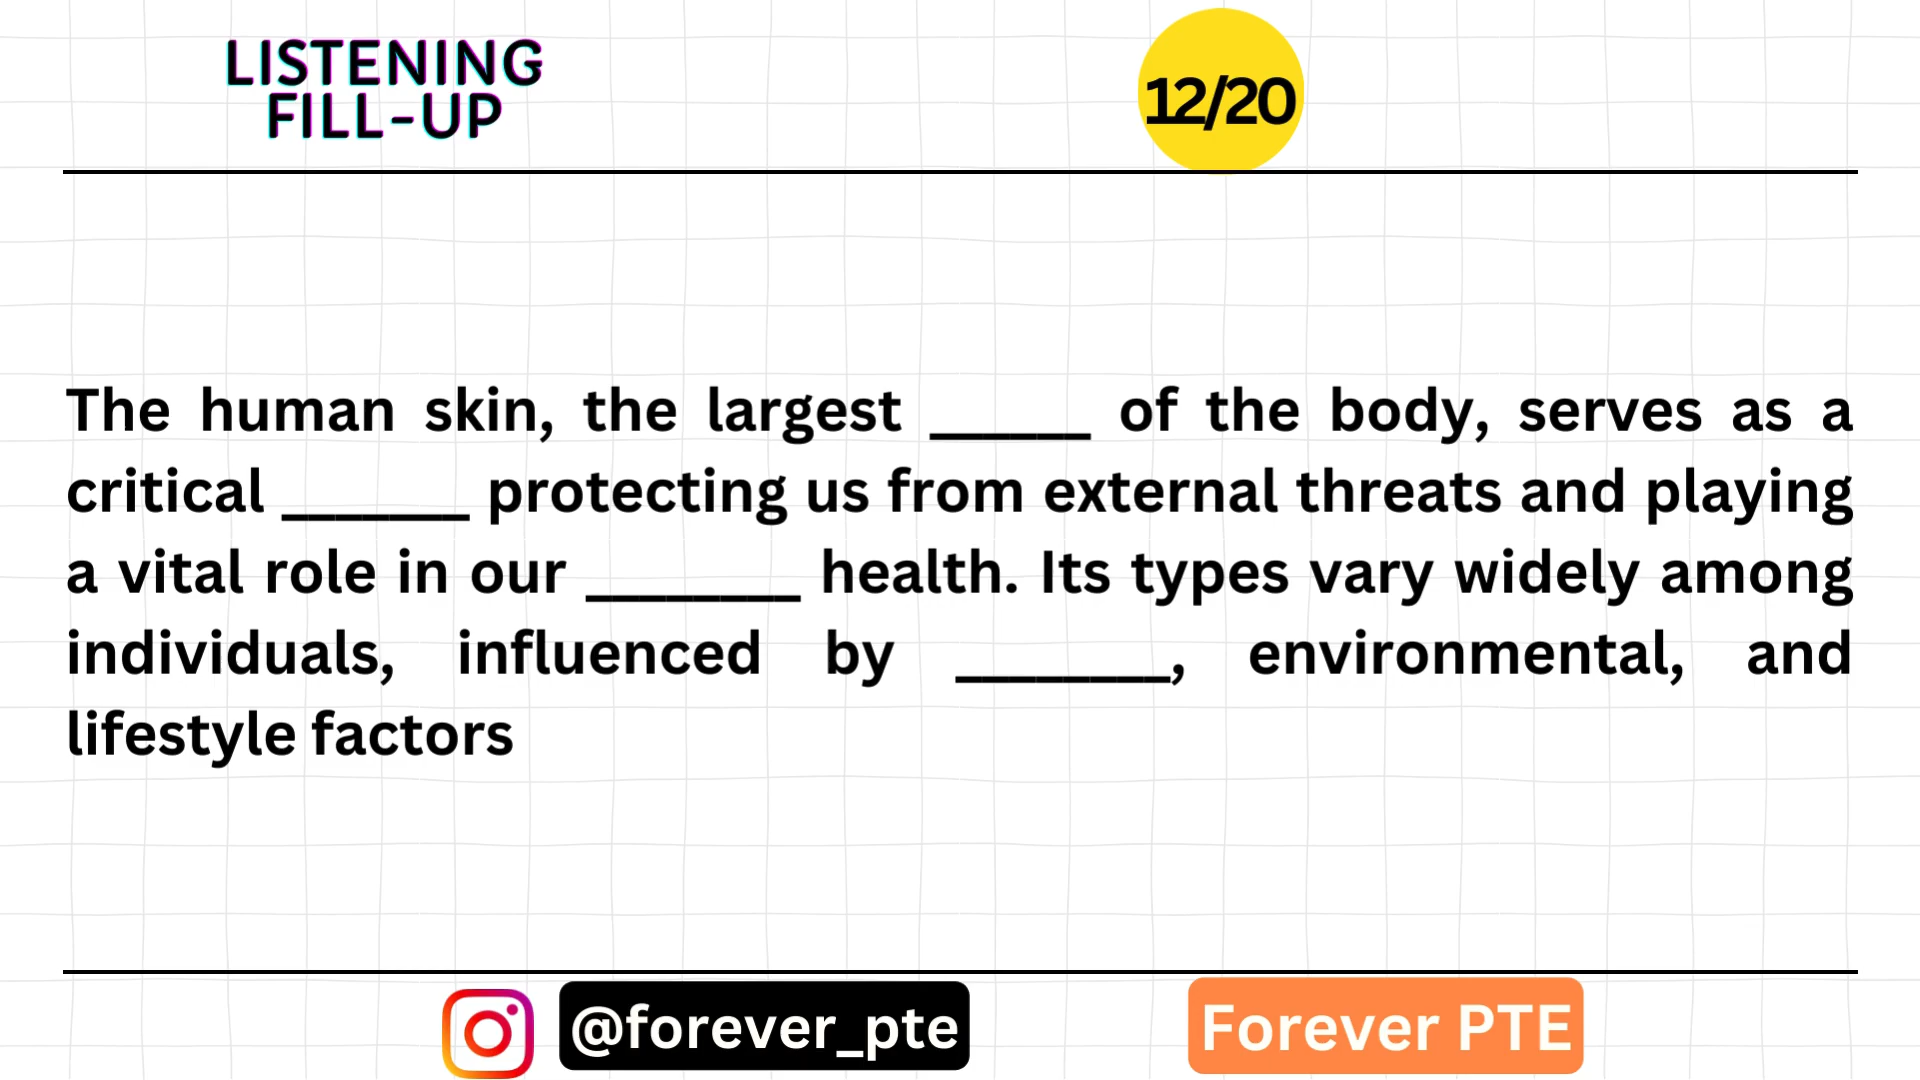 LISTENING
FILL-UP
12/20
The human skin, the largest ______ of the body, serves as a
critical _______ protecting us from external threats and playing
a vital role in our ________ health. Its types vary widely among
individuals, influenced by ________, environmental, and
lifestyle factors
@forever_pte
Forever PTE